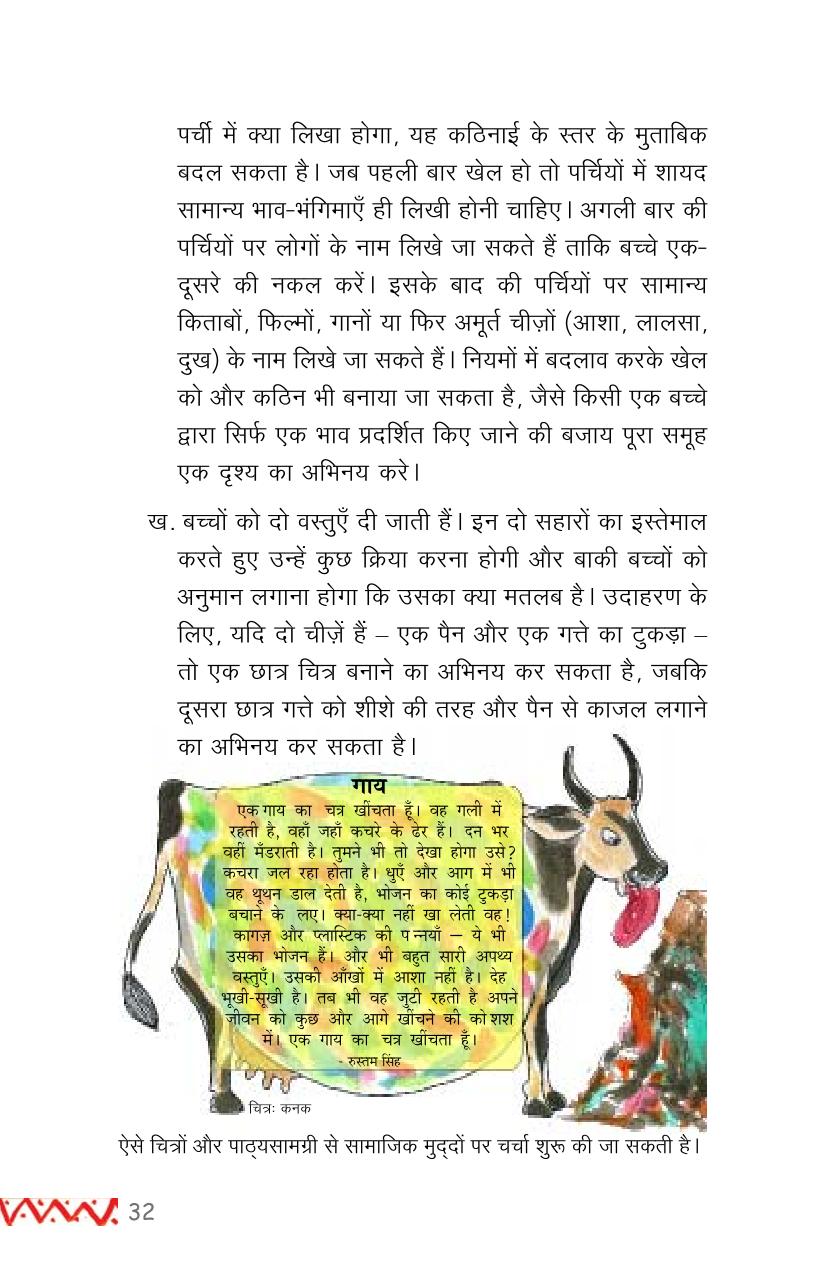 पर्ची में क्या लिखा होगा, यह कठिनाई के स्तर के मुताबिक
बदल सकता है। जब पहली बार खेल हो तो पर्चियों में शायद
सामान्य भाव-भंगिमाएँ ही लिखी होनी चाहिए। अगली बार की
पर्चियों पर लोगों के नाम लिखे जा सकते हैं ताकि बच्चे एक-
दूसरे की नकल करें। इसके बाद की पर्चियों पर सामान्य
किताबों, फिल्मों, गानों या फिर अमूर्त चीज़ों (आशा, लालसा,
दुख) के नाम लिखे जा सकते हैं। नियमों में बदलाव करके खेल
को और कठिन भी बनाया जा सकता है, जैसे किसी एक बच्चे
द्वारा सिर्फ एक भाव प्रदर्शित किए जाने की बजाय पूरा समूह
एक दृश्य का अभिनय करे।
ख. बच्चों को दो वस्तुएँ दी जाती हैं। इन दो सहारों का इस्तेमाल
करते हुए उन्हें कुछ क्रिया करना होगी और बाकी बच्चों को
अनुमान लगाना होगा कि उसका क्या मतलब है। उदाहरण के
लिए, यदि दो चीज़ें हैं – एक पैन और एक गत्ते का टुकड़ा –
तो एक छात्र चित्र बनाने का अभिनय कर सकता है, जबकि
दूसरा छात्र गत्ते को शीशे की तरह और पैन से काजल लगाने
का अभिनय कर सकता है।
गाय
एक गाय का चत्र खींचता हूँ। वह गली में
रहती है, वहाँ जहाँ कचरे के ढेर हैं। दन भर
वहीं मँडराती है। तुमने भी तो देखा होगा उसे?
कचरा जल रहा होता है। धुएँ और आग में भी
वह थूथन डाल देती है, भोजन का कोई टुकड़ा
बचाने के लए। क्या-क्या नहीं खा लेती वह!
कागज़ और प्लास्टिक की पन्नयाँ – ये भी
उसका भोजन हैं। और भी बहुत सारी अपथ्य
वस्तुएँ। उसकी आँखों में आशा नहीं है। देह
भूखी-सूखी है। तब भी वह जुटी रहती है अपने
जीवन को कुछ और आगे खींचने की कोशश
में। एक गाय का चत्र खींचता हूँ।
- रुस्तम सिंह
चित्रः कनक
ऐसे चित्रों और पाठ्यसामग्री से सामाजिक मुद्दों पर चर्चा शुरू की जा सकती है।
32